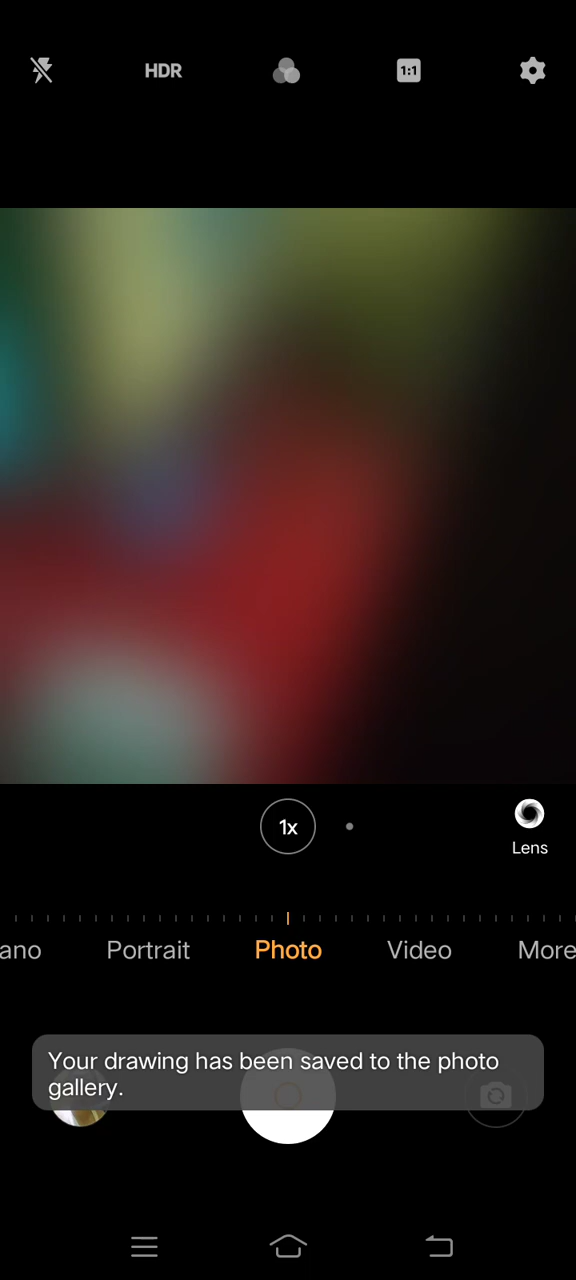 HDR
1:1
1x
Lens
ano Portrait Photo Video More
Your drawing has been saved to the photo
gallery.